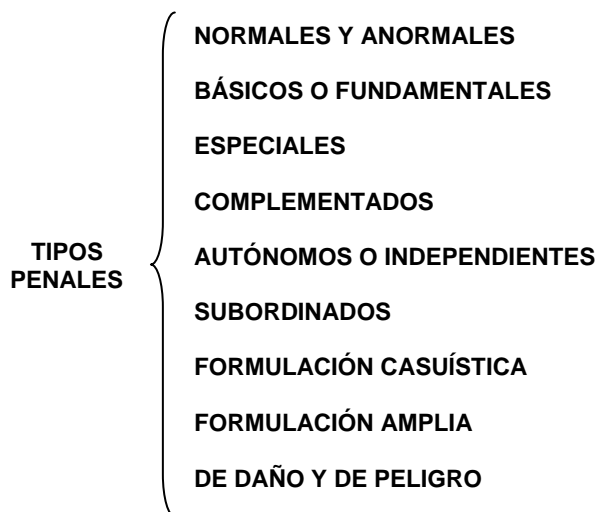 NORMALES Y ANORMALES
BÁSICOS O FUNDAMENTALES
ESPECIALES
COMPLEMENTADOS
TIPOS
PENALES
AUTÓNOMOS O INDEPENDIENTES
SUBORDINADOS
FORMULACIÓN CASUÍSTICA
FORMULACIÓN AMPLIA
DE DAÑO Y DE PELIGRO